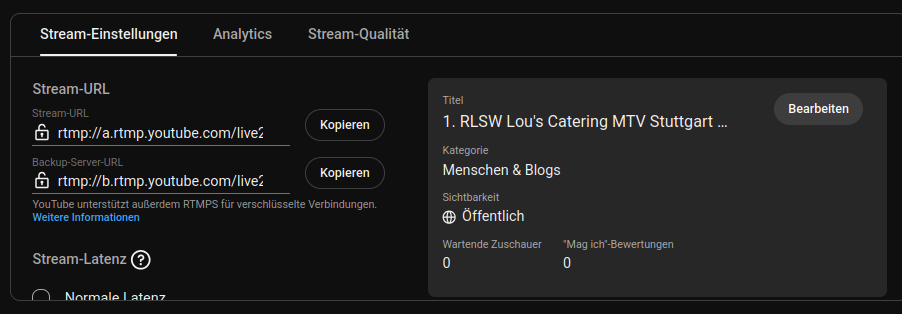 Stream-Einstellungen Analytics Stream-Qualität
Stream-URL
Stream-URL
rtmp://a.rtmp.youtube.com/live2
Kopieren
Backup-Server-URL
rtmp://b.rtmp.youtube.com/live2
Kopieren
YouTube unterstützt außerdem RTMPS für verschlüsselte Verbindungen.
Weitere Informationen
Stream-Latenz ?
Normale Latenz
Titel
1. RLSW Lou's Catering MTV Stuttgart ...
Bearbeiten
Kategorie
Menschen & Blogs
Sichtbarkeit
Öffentlich
Wartende Zuschauer "Mag ich"-Bewertungen
0 0